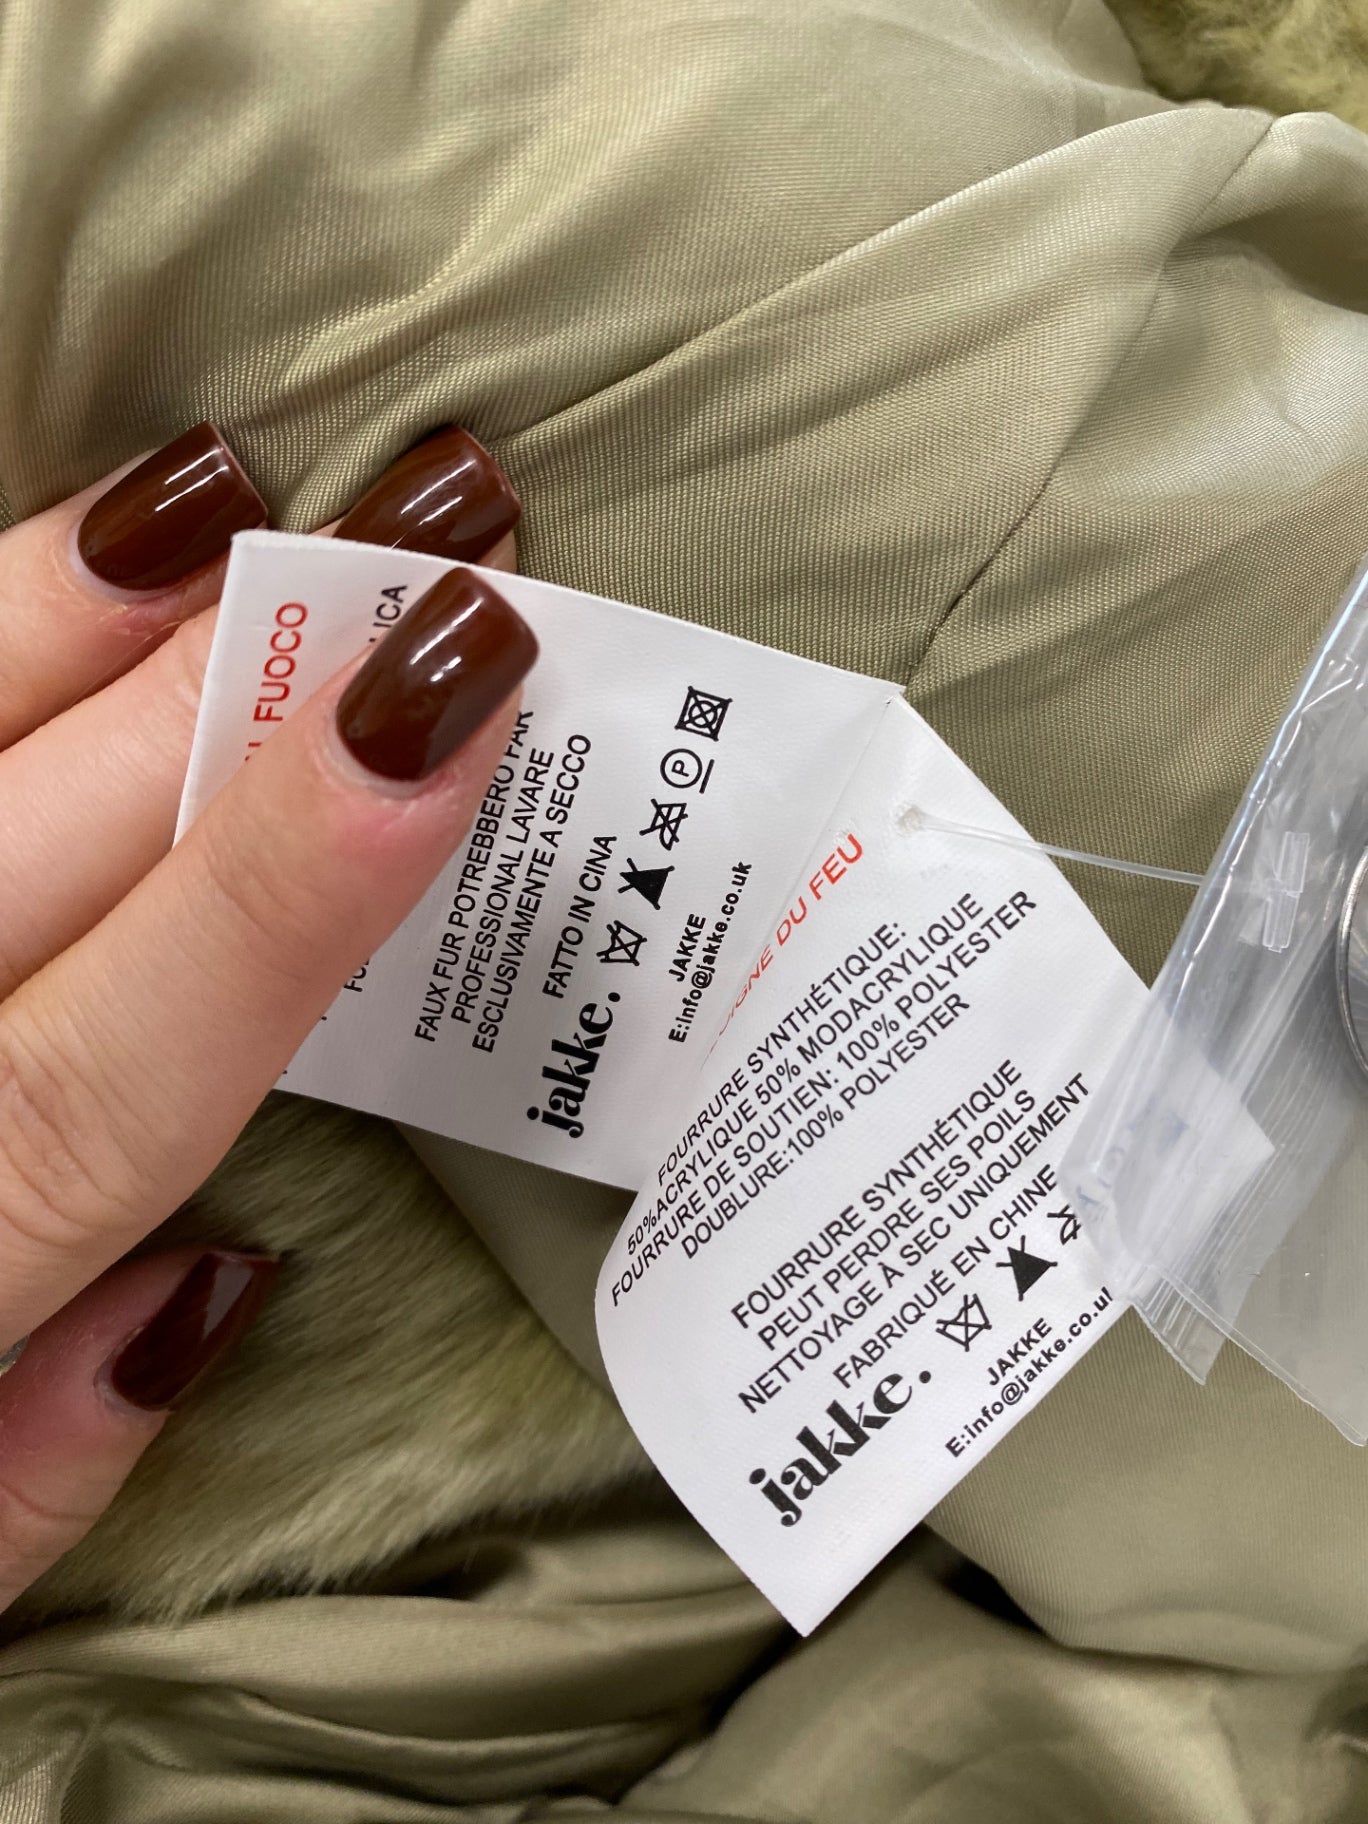 FUOCO
FAUX FUR POTREBBERO FAR
PROFESSIONAL LAVARE
ESCLUSIVAMENTE A SECCO
FATTO IN CINA
P
jakke.
JAKKE
E:info@jakke.co.uk
DU FEU
FOURRURE SYNTHÉTIQUE:
50%ACRYLIQUE 50% MODACRYLIQUE
FOURRURE DE SOUTIEN: 100% POLYESTER
DOUBLURE:100% POLYESTER
FOURRURE SYNTHÉTIQUE
PEUT PERDRE SES POILS
NETTOYAGE À SEC UNIQUEMENT
FABRIQUÉ EN CHINE
jakke.
JAKKE
E:info@jakke.co.u